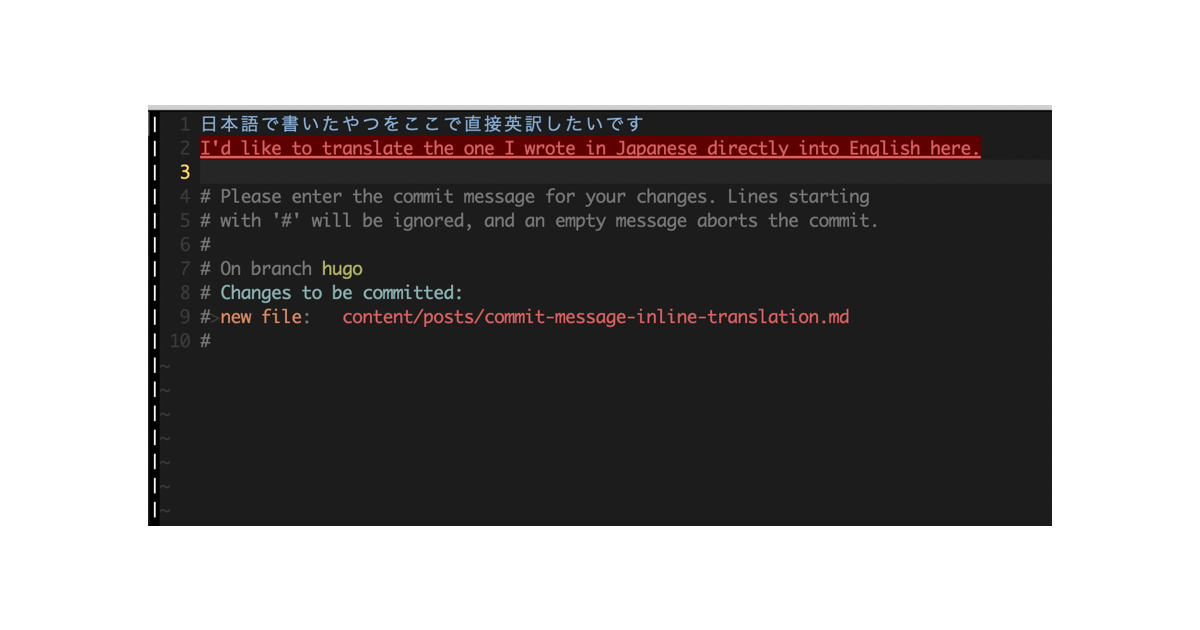 1 日本語で書いたやつをここで直接英訳したいです
2 I'd like to translate the one I wrote in Japanese directly into English here.
3
4 # Please enter the commit message for your changes. Lines starting
5 # with '#' will be ignored, and an empty message aborts the commit.
6 #
7 # On branch hugo
8 # Changes to be committed:
9 #>new file:   content/posts/commit-message-inline-translation.md
10 #
~
~
~
~
~
~
~